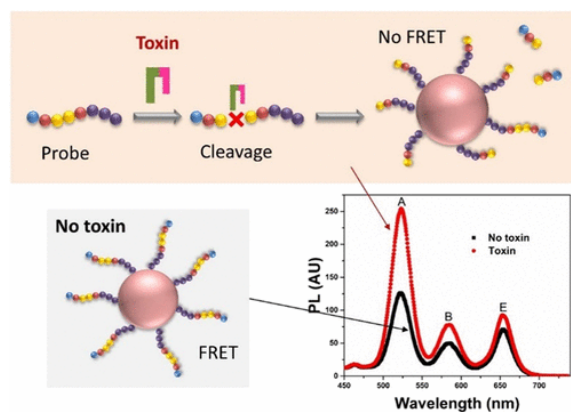 Toxin
No FRET
Probe
Cleavage
No toxin
FRET
A
B
E
No toxin
Toxin
PL (AU)
250
200
150
100
50
0
450 500 550 600 650 700
Wavelength (nm)